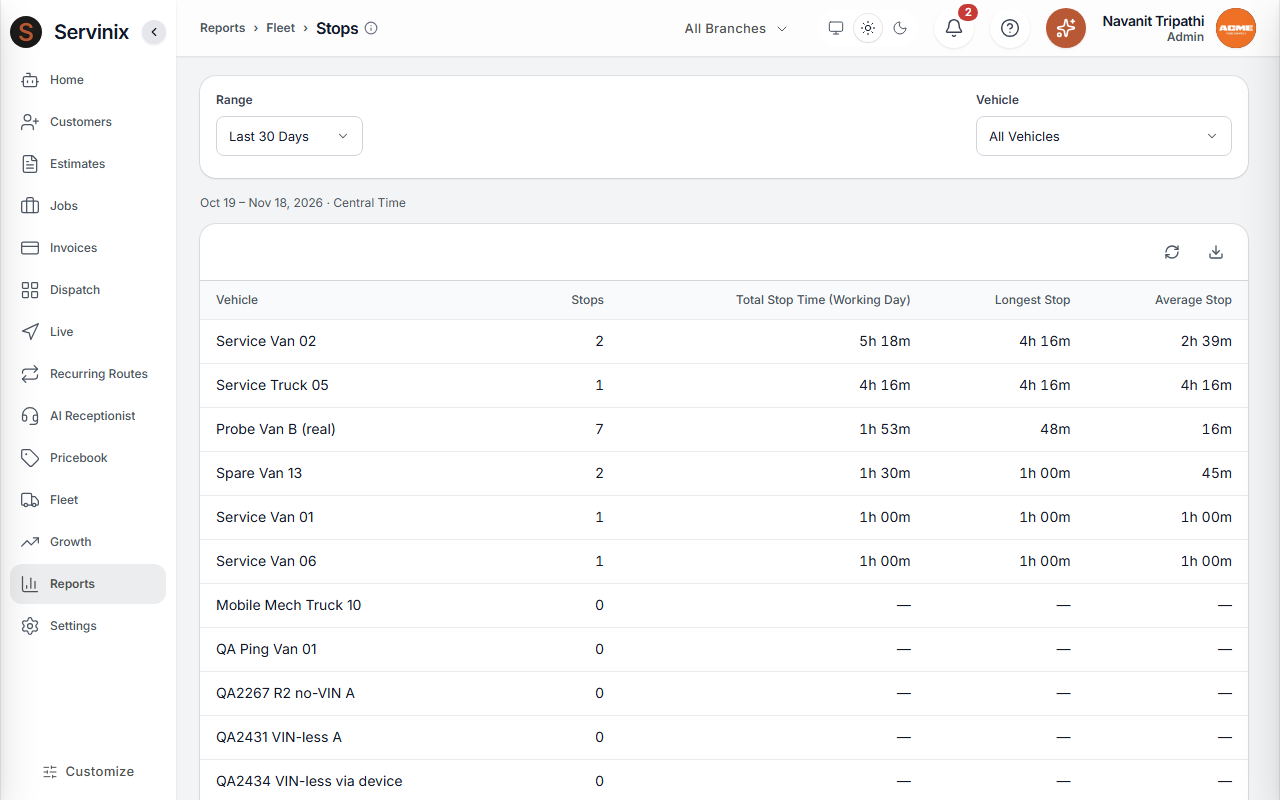 S Servinix
Reports › Fleet › Stops
All Branches
2
Navanit Tripathi
Admin
ACME
Home
Customers
Estimates
Jobs
Invoices
Dispatch
Live
Recurring Routes
AI Receptionist
Pricebook
Fleet
Growth
Reports
Settings
Customize
Range
Vehicle
Last 30 Days
All Vehicles
Oct 19 – Nov 18, 2026 · Central Time
Vehicle Stops Total Stop Time (Working Day) Longest Stop Average Stop
Service Van 02 2 5h 18m 4h 16m 2h 39m
Service Truck 05 1 4h 16m 4h 16m 4h 16m
Probe Van B (real) 7 1h 53m 48m 16m
Spare Van 13 2 1h 30m 1h 00m 45m
Service Van 01 1 1h 00m 1h 00m 1h 00m
Service Van 06 1 1h 00m 1h 00m 1h 00m
Mobile Mech Truck 10 0 — — —
QA Ping Van 01 0 — — —
QA2267 R2 no-VIN A 0 — — —
QA2431 VIN-less A 0 — — —
QA2434 VIN-less via device 0 — — —